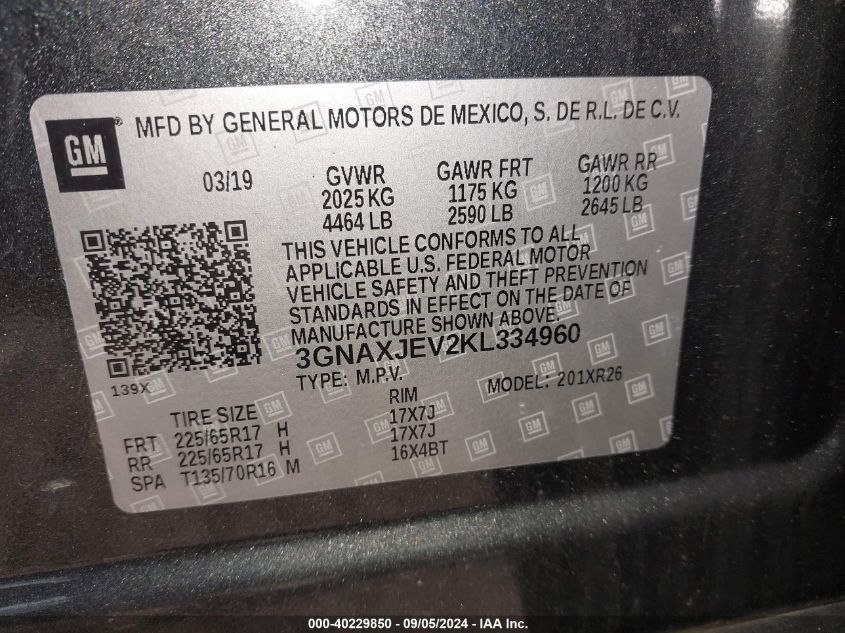 GM ® MFD BY GENERAL MOTORS DE MEXICO, S. DE R.L. DE C.V.
03/19 GVWR GAWR FRT GAWR RR
2025 KG 1175 KG 1200 KG
4464 LB 2590 LB 2645 LB
THIS VEHICLE CONFORMS TO ALL
APPLICABLE U.S. FEDERAL MOTOR
VEHICLE SAFETY AND THEFT PREVENTION
STANDARDS IN EFFECT ON THE DATE OF
MANUFACTURE SHOWN ABOVE.
3GNAXJEV2KL334960
139X TYPE: M.P.V. MODEL: 201XR26
TIRE SIZE RIM
FRT 225/65R17 H 17X7J
RR 225/65R17 H 17X7J
SPA T135/70R16 M 16X4BT
000-40229850 - 09/05/2024 - IAA Inc.